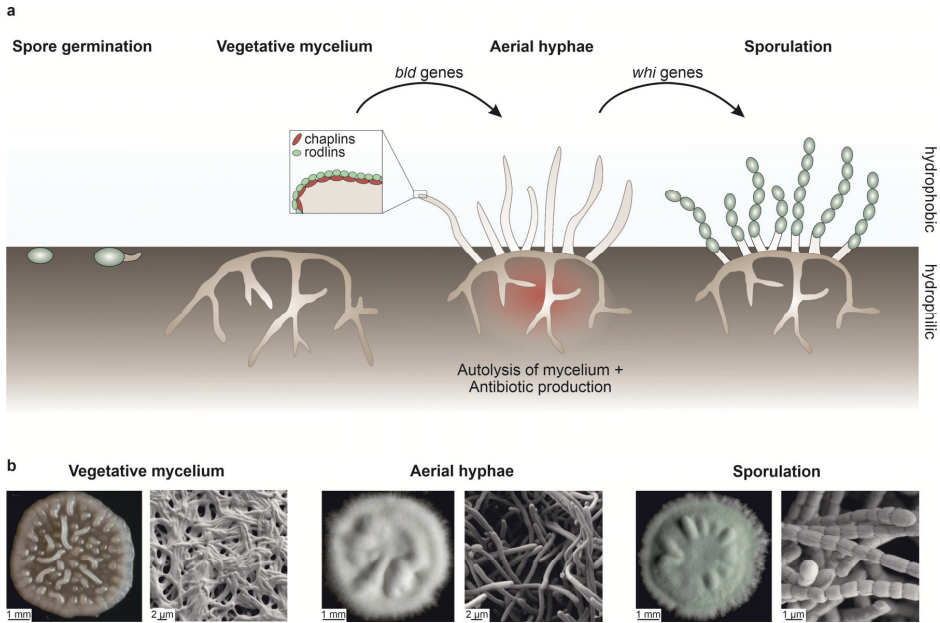 a
Spore germination
Vegetative mycelium
Aerial hyphae
Sporulation
bld genes
whi genes
chaplins
rodlins
hydrophobic
hydrophilic
Autolysis of mycelium +
Antibiotic production
b
Vegetative mycelium
Aerial hyphae
Sporulation
1 mm
2 µm
1 mm
2 µm
1 mm
1 µm